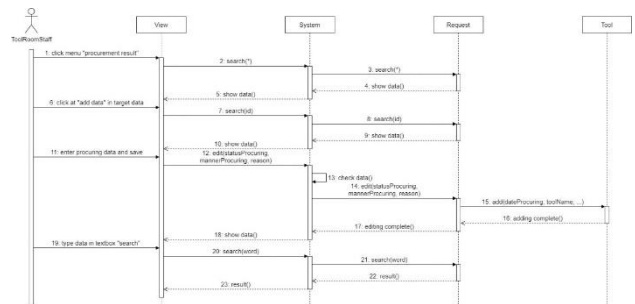 View
System
Request
Tool
ToolRoomStaff
1: click menu "procurement result"
2: search(*)
3: search(*)
4: show data()
5: show data()
6: click at "add data" in target data
7: search(id)
8: search(id)
9: show data()
10: show data()
11: enter procuring data and save
12: edit(statusProcuring,
mannerProcuring, reason)
13: check data()
14: edit(statusProcuring,
mannerProcuring, reason)
15: add(dateProcuring, toolName, ...)
16: adding complete()
17: editing complete()
18: show data()
19: type data in textbox "search"
20: search(word)
21: search(word)
22: result()
23: result()